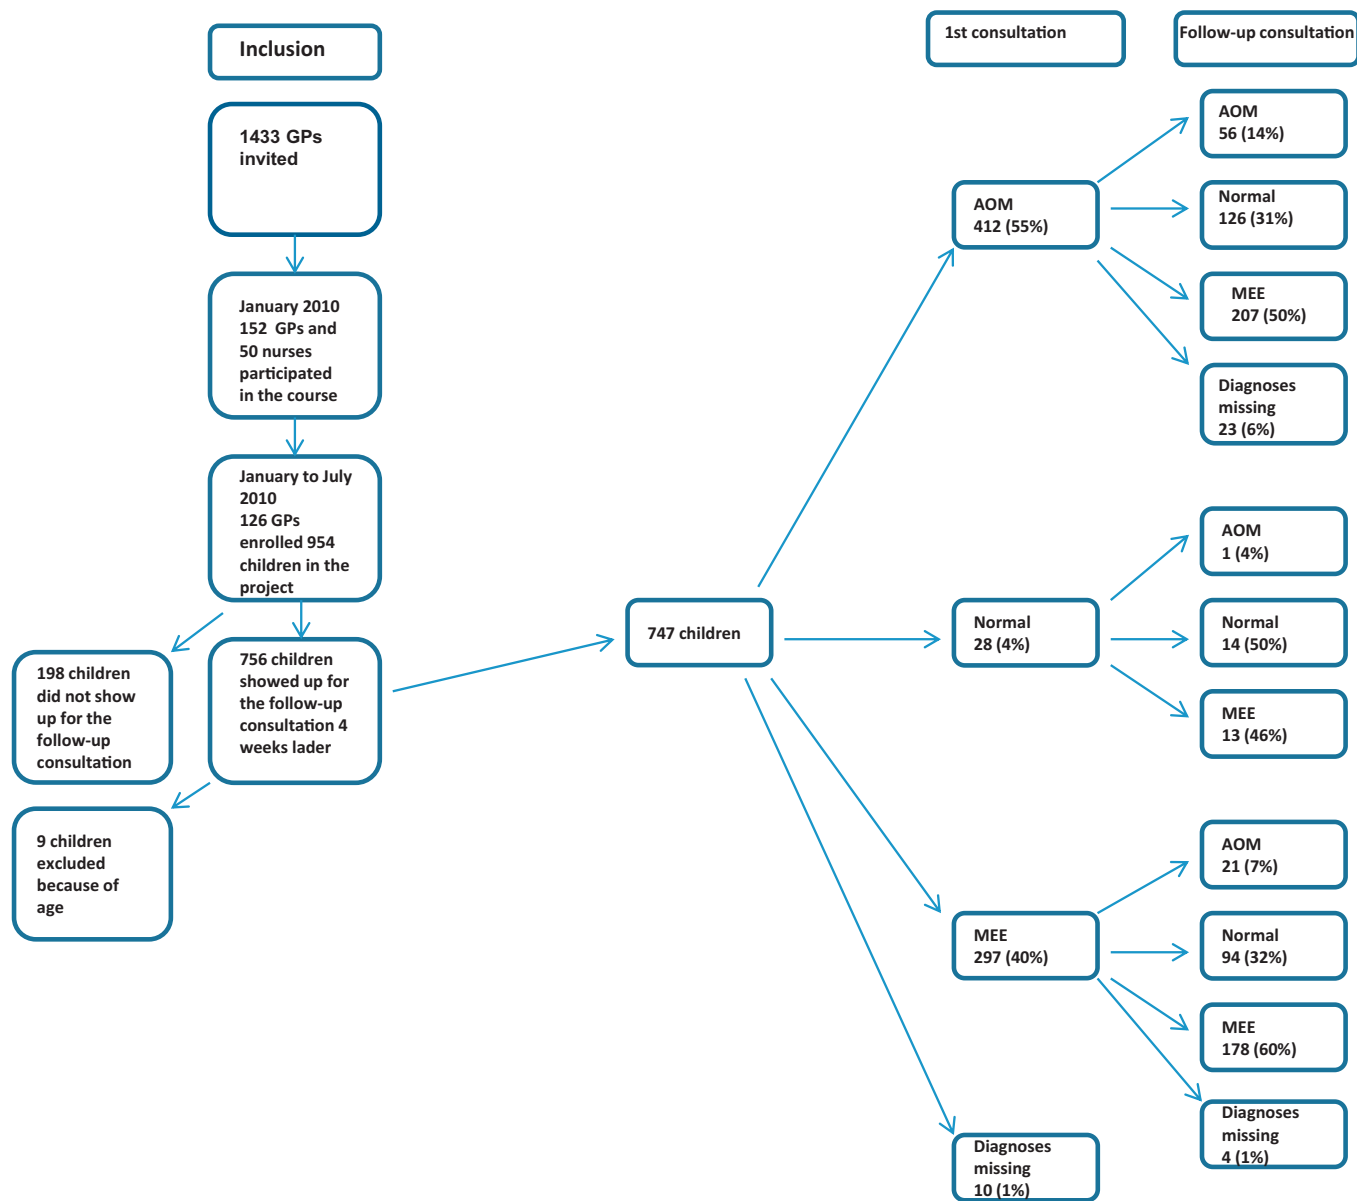 Inclusion
1433 GPs
invited
January 2010
152 GPs and
50 nurses
participated
in the course
January to July
2010
126 GPs
enrolled 954
children in the
project
198 children
did not show
up for the
follow-up
consultation
756 children
showed up for
the follow-up
consultation 4
weeks lader
9 children
excluded
because of
age
747 children
1st consultation
AOM
412 (55%)
Normal
28 (4%)
MEE
297 (40%)
Diagnoses
missing
10 (1%)
Follow-up consultation
AOM
56 (14%)
Normal
126 (31%)
MEE
207 (50%)
Diagnoses
missing
23 (6%)
AOM
1 (4%)
Normal
14 (50%)
MEE
13 (46%)
AOM
21 (7%)
Normal
94 (32%)
MEE
178 (60%)
Diagnoses
missing
4 (1%)